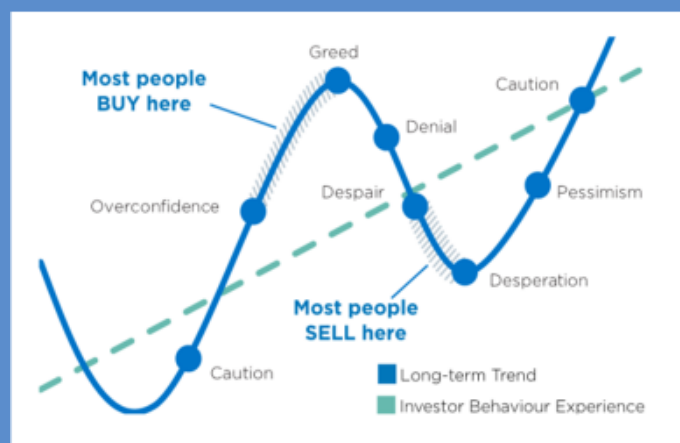 Greed
Most people
BUY here
Caution
Denial
Despair
Pessimism
Overconfidence
Desperation
Most people
SELL here
Caution
Long-term Trend
Investor Behaviour Experience